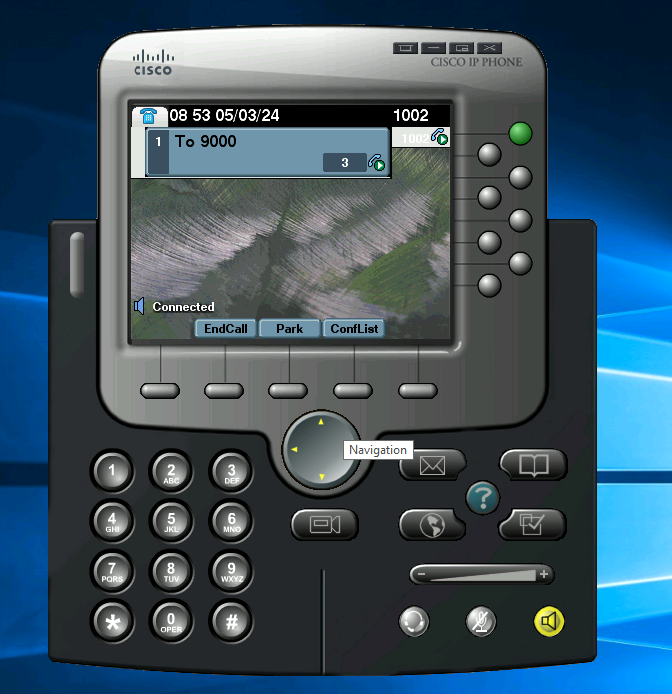 CISCO
CISCO IP PHONE
08 53 05/03/24 1002
1 To 9000
1002
3
Connected
EndCall Park ConfList
Navigation
1
2 ABC
3 DEF
4 GHI
5 JKL
6 MNO
7 PQRS
8 TUV
9 WXYZ
*
0 OPER
#
?
- +